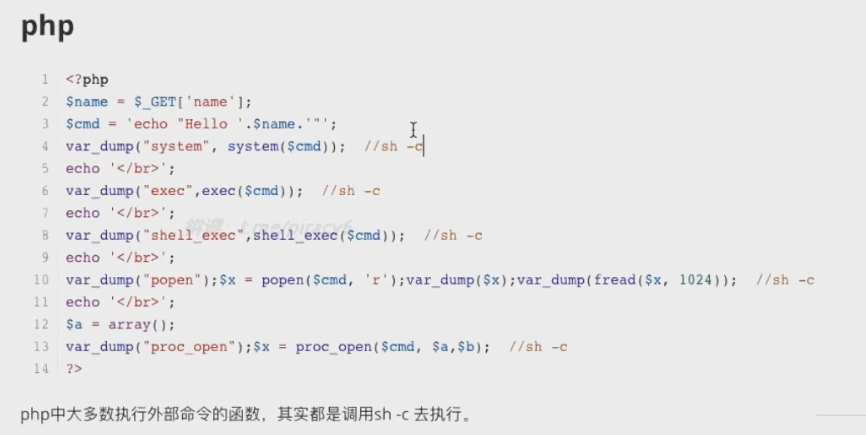 php
1 <?php
2 $name = $_GET['name'];
3 $cmd = 'echo "Hello '.$name.'"';
4 var_dump("system", system($cmd));  //sh -c
5 echo '</br>';
6 var_dump("exec",exec($cmd));  //sh -c
7 echo '</br>';
8 var_dump("shell_exec",shell_exec($cmd));  //sh -c
9 echo '</br>';
10 var_dump("popen");$x = popen($cmd, 'r');var_dump($x);var_dump(fread($x, 1024));  //sh -c
11 echo '</br>';
12 $a = array();
13 var_dump("proc_open");$x = proc_open($cmd, $a,$b);  //sh -c
14 ?>
php中大多数执行外部命令的函数，其实都是调用sh -c 去执行。